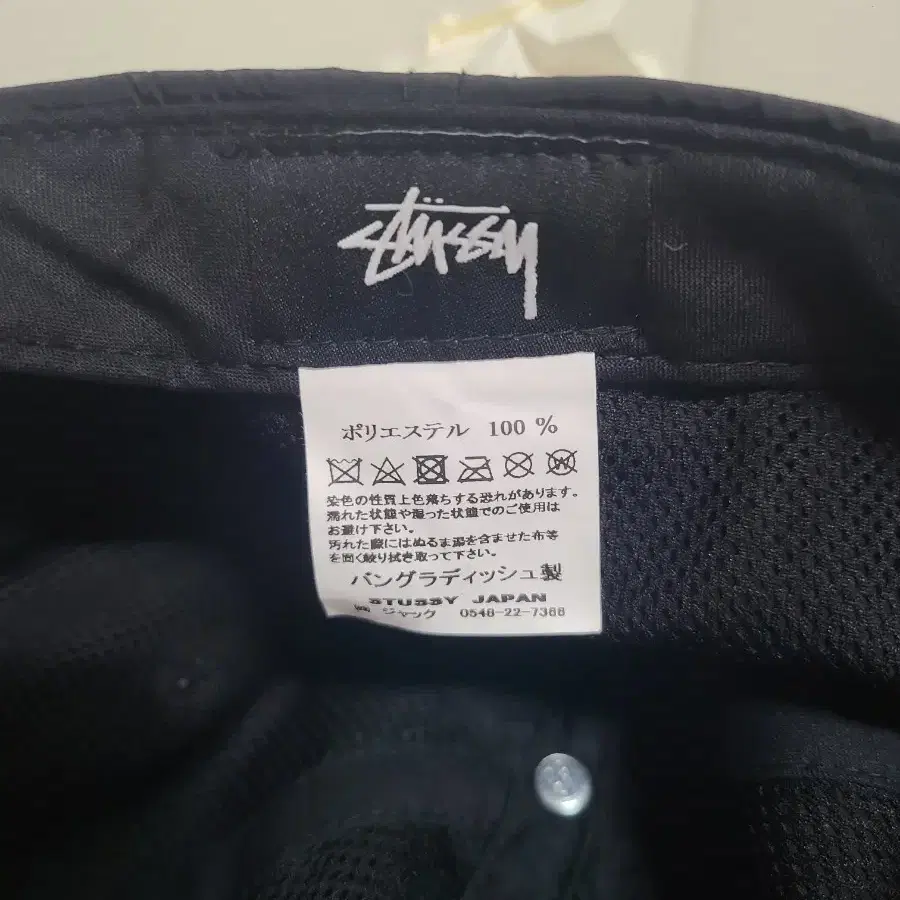 STÜSSY
ポリエステル 100 %
染色の性質上色落ちする恐れがあります。
濡れた状態や湿った状態でのご使用は
お避け下さい。
汚れた際にはぬるま湯を含ませた布等
を固く絞り拭き取って下さい。
バングラディッシュ製
STUSSY JAPAN
㈱ ジャック 0548-22-7388